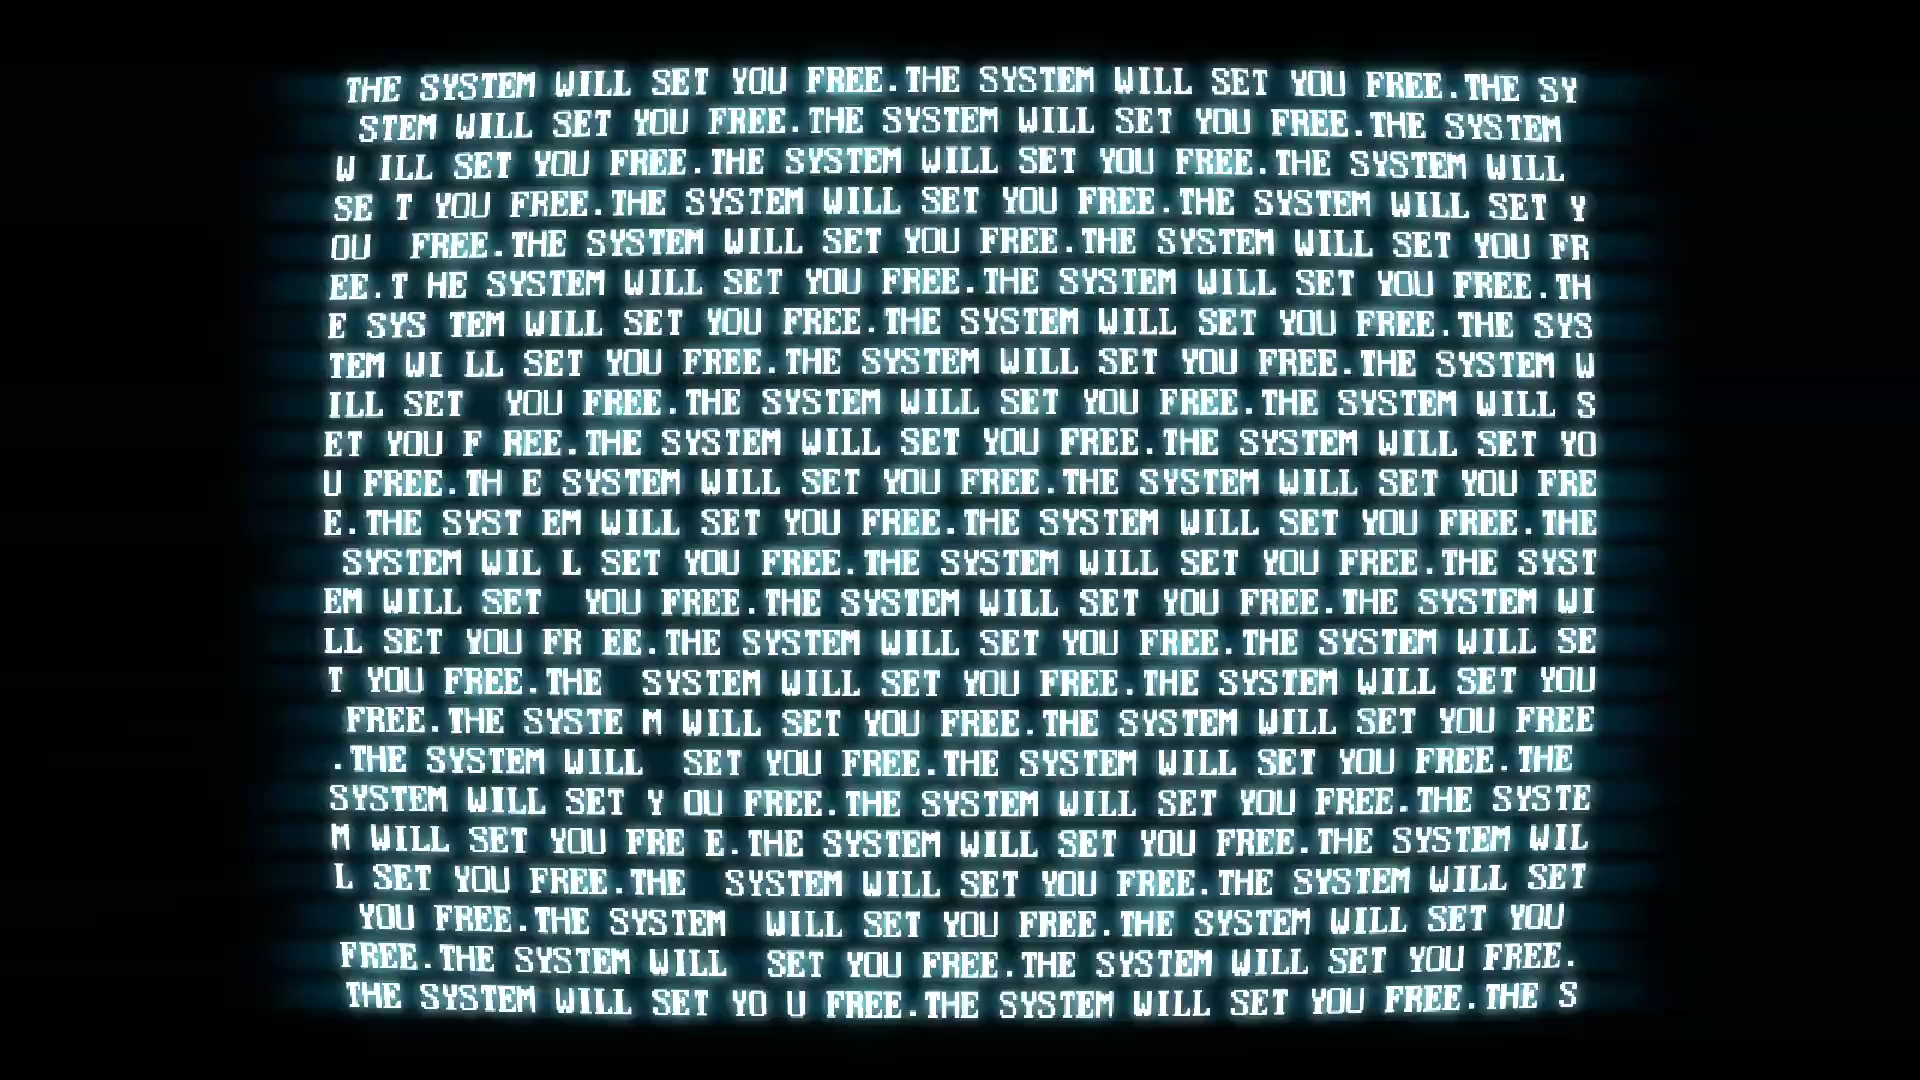 THE SYSTEM WILL SET YOU FREE.THE SYSTEM WILL SET YOU FREE.THE SY
STEM WILL SET YOU FREE.THE SYSTEM WILL SET YOU FREE.THE SYSTEM
W ILL SET YOU FREE.THE SYSTEM WILL SET YOU FREE.THE SYSTEM WILL
SE T YOU FREE.THE SYSTEM WILL SET YOU FREE.THE SYSTEM WILL SET Y
OU  FREE.THE SYSTEM WILL SET YOU FREE.THE SYSTEM WILL SET YOU FR
EE.T HE SYSTEM WILL SET YOU FREE.THE SYSTEM WILL SET YOU FREE.TH
E SYS TEM WILL SET YOU FREE.THE SYSTEM WILL SET YOU FREE.THE SYS
TEM WI LL SET YOU FREE.THE SYSTEM WILL SET YOU FREE.THE SYSTEM W
ILL SET  YOU FREE.THE SYSTEM WILL SET YOU FREE.THE SYSTEM WILL S
ET YOU F REE.THE SYSTEM WILL SET YOU FREE.THE SYSTEM WILL SET YO
U FREE.TH E SYSTEM WILL SET YOU FREE.THE SYSTEM WILL SET YOU FRE
E.THE SYST EM WILL SET YOU FREE.THE SYSTEM WILL SET YOU FREE.THE
SYSTEM WIL L SET YOU FREE.THE SYSTEM WILL SET YOU FREE.THE SYST
EM WILL SET  YOU FREE.THE SYSTEM WILL SET YOU FREE.THE SYSTEM WI
LL SET YOU FR EE.THE SYSTEM WILL SET YOU FREE.THE SYSTEM WILL SE
T YOU FREE.THE  SYSTEM WILL SET YOU FREE.THE SYSTEM WILL SET YOU
FREE.THE SYSTE M WILL SET YOU FREE.THE SYSTEM WILL SET YOU FREE
.THE SYSTEM WILL  SET YOU FREE.THE SYSTEM WILL SET YOU FREE.THE
SYSTEM WILL SET Y OU FREE.THE SYSTEM WILL SET YOU FREE.THE SYSTE
M WILL SET YOU FRE E.THE SYSTEM WILL SET YOU FREE.THE SYSTEM WIL
L SET YOU FREE.THE  SYSTEM WILL SET YOU FREE.THE SYSTEM WILL SET
YOU FREE.THE SYSTEM  WILL SET YOU FREE.THE SYSTEM WILL SET YOU
FREE.THE SYSTEM WILL  SET YOU FREE.THE SYSTEM WILL SET YOU FREE.
THE SYSTEM WILL SET YO U FREE.THE SYSTEM WILL SET YOU FREE.THE S